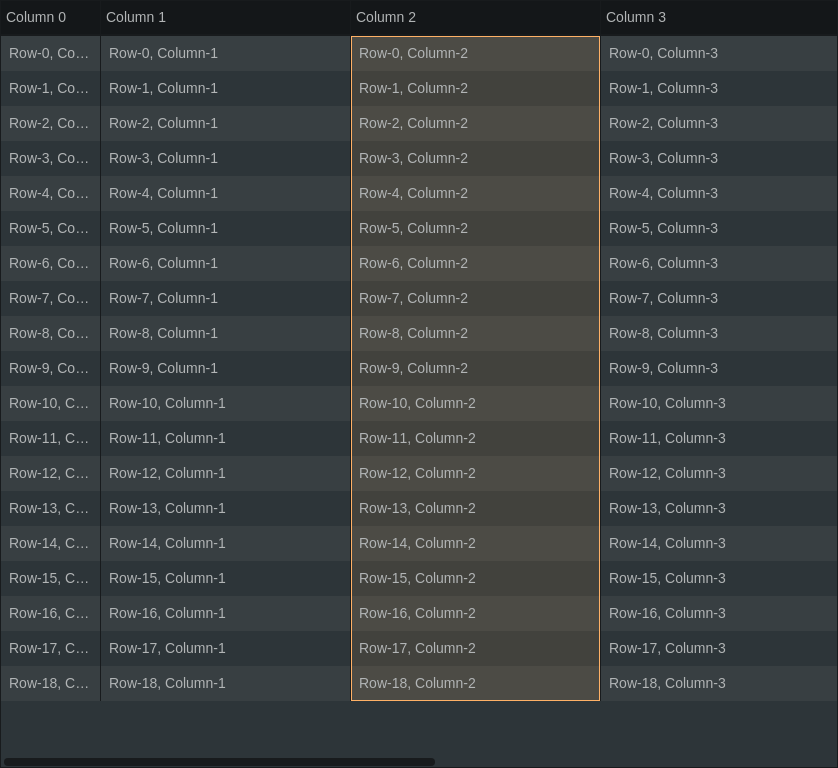 Column 0 Column 1 Column 2 Column 3
Row-0, Co… Row-0, Column-1 Row-0, Column-2 Row-0, Column-3
Row-1, Co… Row-1, Column-1 Row-1, Column-2 Row-1, Column-3
Row-2, Co… Row-2, Column-1 Row-2, Column-2 Row-2, Column-3
Row-3, Co… Row-3, Column-1 Row-3, Column-2 Row-3, Column-3
Row-4, Co… Row-4, Column-1 Row-4, Column-2 Row-4, Column-3
Row-5, Co… Row-5, Column-1 Row-5, Column-2 Row-5, Column-3
Row-6, Co… Row-6, Column-1 Row-6, Column-2 Row-6, Column-3
Row-7, Co… Row-7, Column-1 Row-7, Column-2 Row-7, Column-3
Row-8, Co… Row-8, Column-1 Row-8, Column-2 Row-8, Column-3
Row-9, Co… Row-9, Column-1 Row-9, Column-2 Row-9, Column-3
Row-10, C… Row-10, Column-1 Row-10, Column-2 Row-10, Column-3
Row-11, C… Row-11, Column-1 Row-11, Column-2 Row-11, Column-3
Row-12, C… Row-12, Column-1 Row-12, Column-2 Row-12, Column-3
Row-13, C… Row-13, Column-1 Row-13, Column-2 Row-13, Column-3
Row-14, C… Row-14, Column-1 Row-14, Column-2 Row-14, Column-3
Row-15, C… Row-15, Column-1 Row-15, Column-2 Row-15, Column-3
Row-16, C… Row-16, Column-1 Row-16, Column-2 Row-16, Column-3
Row-17, C… Row-17, Column-1 Row-17, Column-2 Row-17, Column-3
Row-18, C… Row-18, Column-1 Row-18, Column-2 Row-18, Column-3